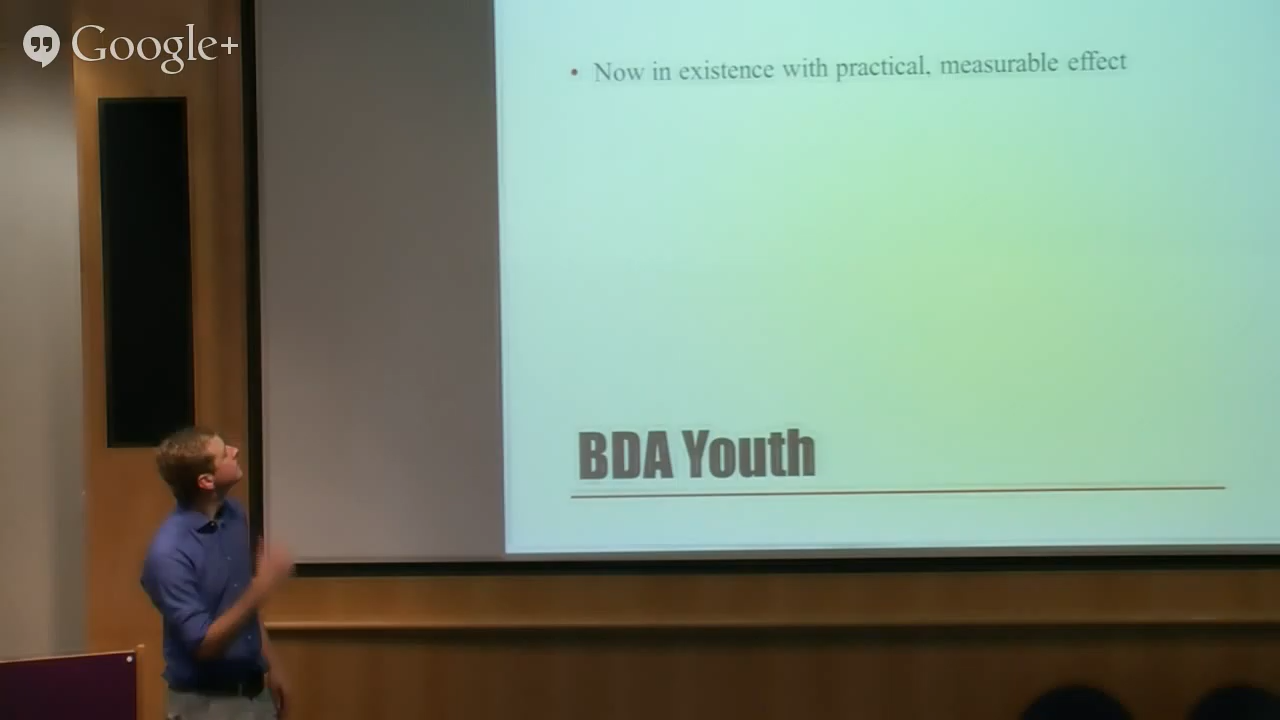 Google+
• Now in existence with practical, measurable effect
BDA Youth